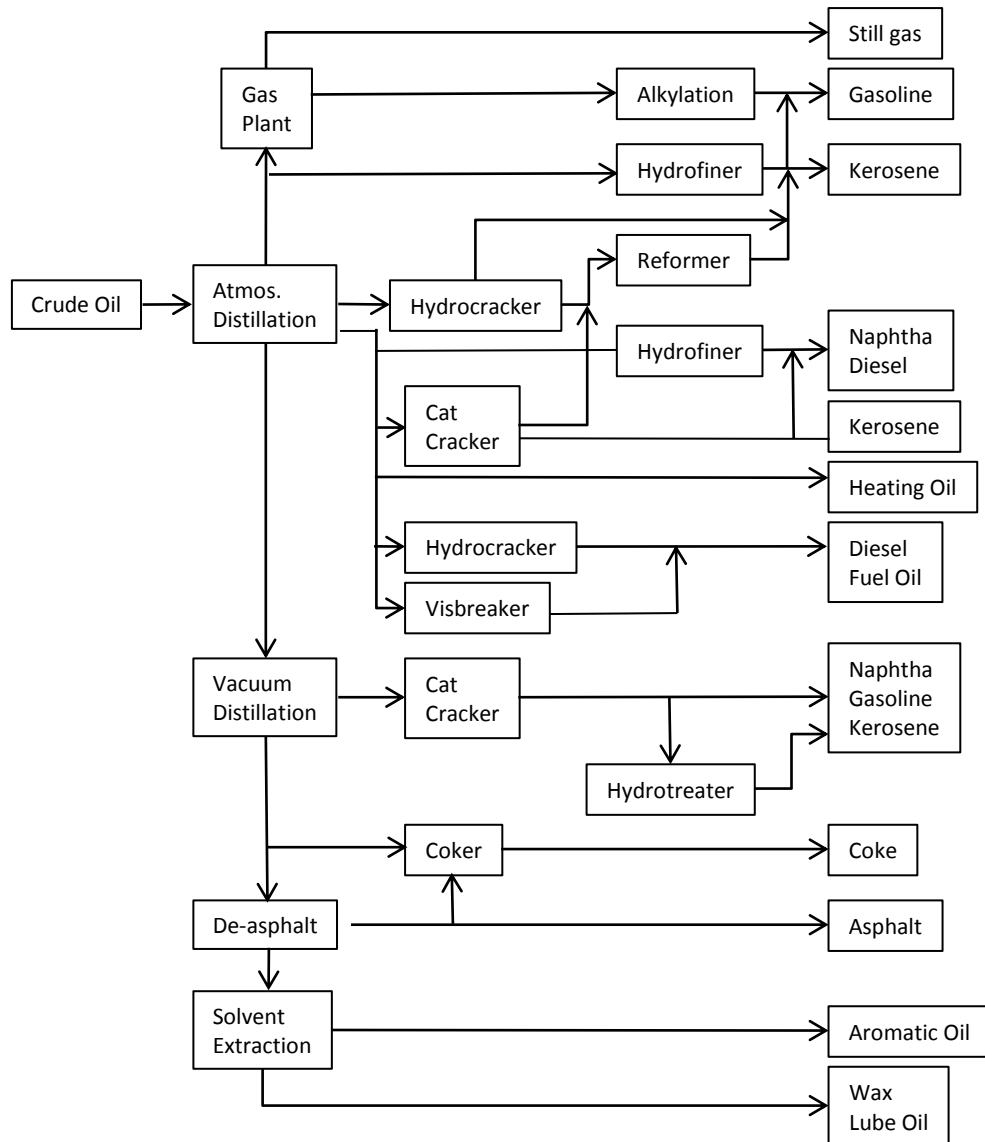 Still gas
Gas
Plant
Alkylation
Gasoline
Hydrofiner
Kerosene
Reformer
Crude Oil
Atmos.
Distillation
Hydrocracker
Hydrofiner
Naphtha
Diesel
Cat
Cracker
Kerosene
Heating Oil
Hydrocracker
Diesel
Fuel Oil
Visbreaker
Vacuum
Distillation
Cat
Cracker
Naphtha
Gasoline
Kerosene
Hydrotreater
Coker
Coke
De-asphalt
Asphalt
Solvent
Extraction
Aromatic Oil
Wax
Lube Oil